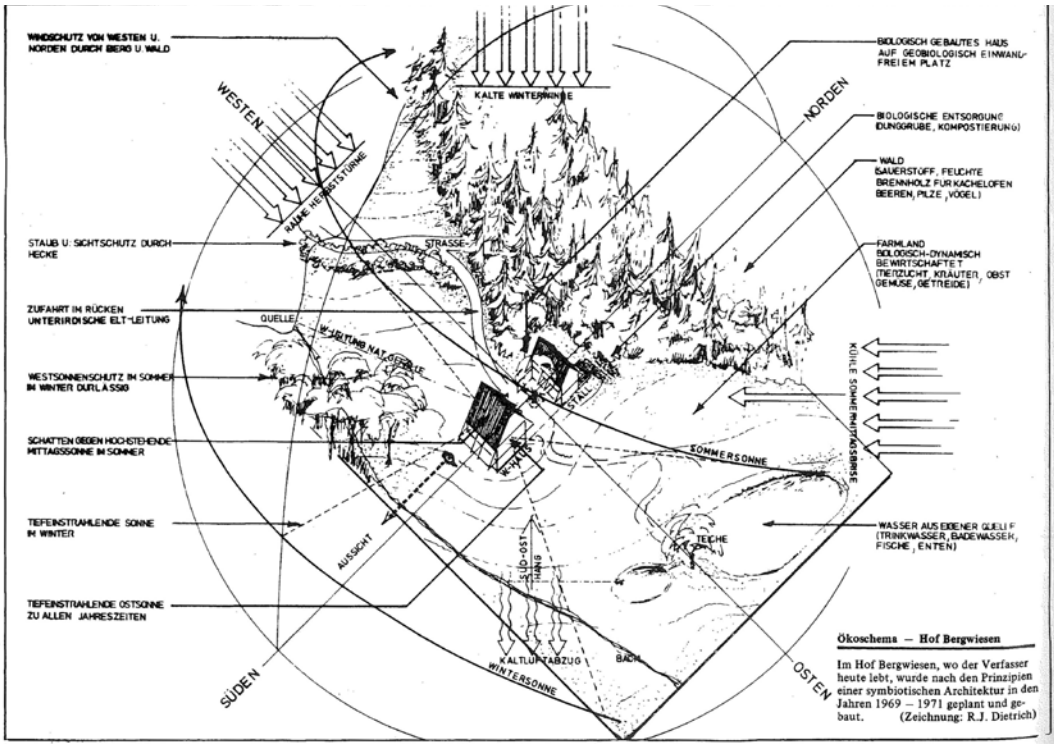 WINDSCHUTZ VON WESTEN U.
NORDEN DURCH BERG U. WALD
STAUB U. SICHTSCHUTZ DURCH
HECKE
ZUFAHRT IM RÜCKEN
UNTERIRDISCHE ELT-LEITUNG
WESTSONNENSCHUTZ IM SOMMER
IM WINTER DURLÄSSIG
SCHATTEN GEGEN HOCHSTEHENDE
MITTAGSSONNE IM SOMMER
TIEFEINSTRAHLENDE SONNE
IM WINTER
TIEFEINSTRAHLENDE OSTSONNE
ZU ALLEN JAHRESZEITEN
WESTEN
RAUHE HERBSTSTÜRME
KALTE WINTERWINDE
NORDEN
STRASSE
QUELLE
W-LEITUNG NAT. GEFÄLLE
STALL
W-HAUS
SOMMERSONNE
KÜHLE SOMMERMITTAGSBRISE
AUSSICHT
SÜD-OST
HANG
TEICHE
KALTLUFTABZUG
BACH
WINTERSONNE
SÜDEN
OSTEN
BIOLOGISCH GEBAUTES HAUS
AUF GEOBIOLOGISCH EINWAND-
FREIEM PLATZ
BIOLOGISCHE ENTSORGUNG
(DUNGGRUBE, KOMPOSTIERUNG)
WALD
(SAUERSTOFF, FEUCHTE
BRENNHOLZ FÜR KACHELOFEN
BEEREN, PILZE, VÖGEL)
FARMLAND
BIOLOGISCH-DYNAMISCH
BEWIRTSCHAFTET
(TIERZUCHT, KRÄUTER, OBST
GEMÜSE, GETREIDE)
WASSER AUS EIGENER QUELLE
(TRINKWASSER, BADEWASSER,
FISCHE, ENTEN)
Ökoschema — Hof Bergwiesen
Im Hof Bergwiesen, wo der Verfasser
heute lebt, wurde nach den Prinzipien
einer symbiotischen Architektur in den
Jahren 1969 – 1971 geplant und ge-
baut. (Zeichnung: R.J. Dietrich)